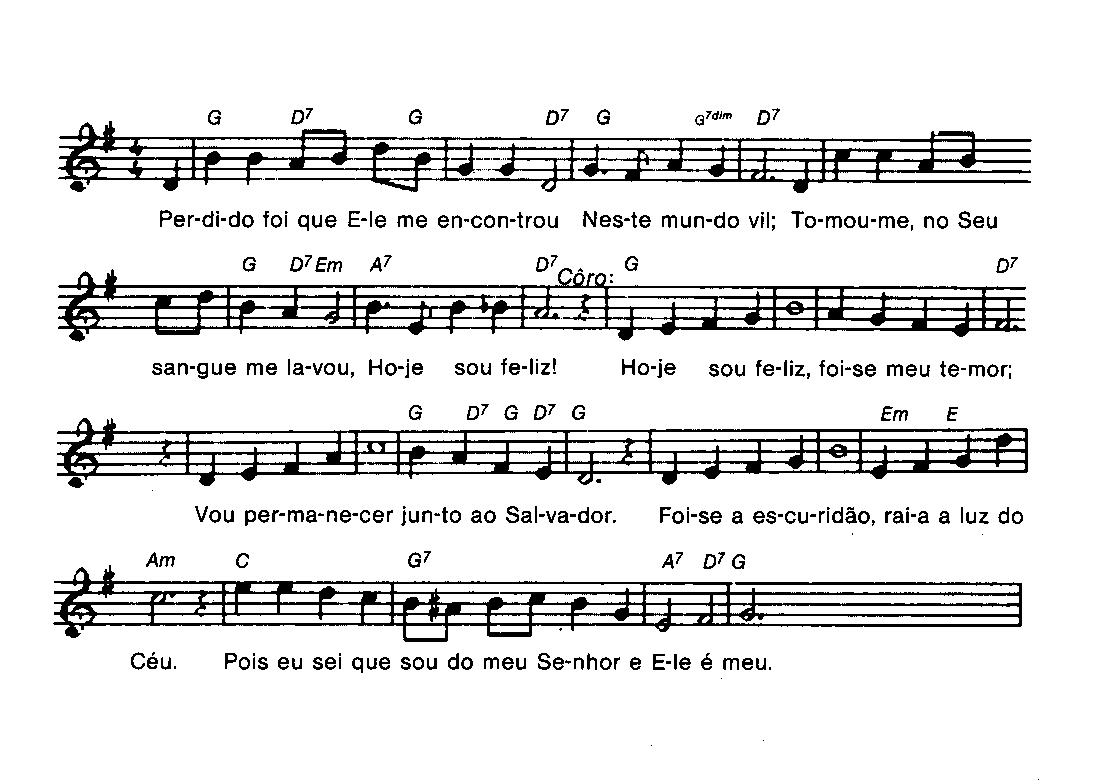 G D7 G D7 G G7dim D7
Per-di-do foi que E-le me en-con-trou Nes-te mun-do vil; To-mou-me, no Seu
G D7 Em A7 D7 Côro: G D7
san-gue me la-vou, Ho-je sou fe-liz! Ho-je sou fe-liz, foi-se meu te-mor;
G D7 G D7 G Em E
Vou per-ma-ne-cer jun-to ao Sal-va-dor. Foi-se a es-cu-ridão, rai-a a luz do
Am C G7 A7 D7 G
Céu. Pois eu sei que sou do meu Se-nhor e E-le é meu.